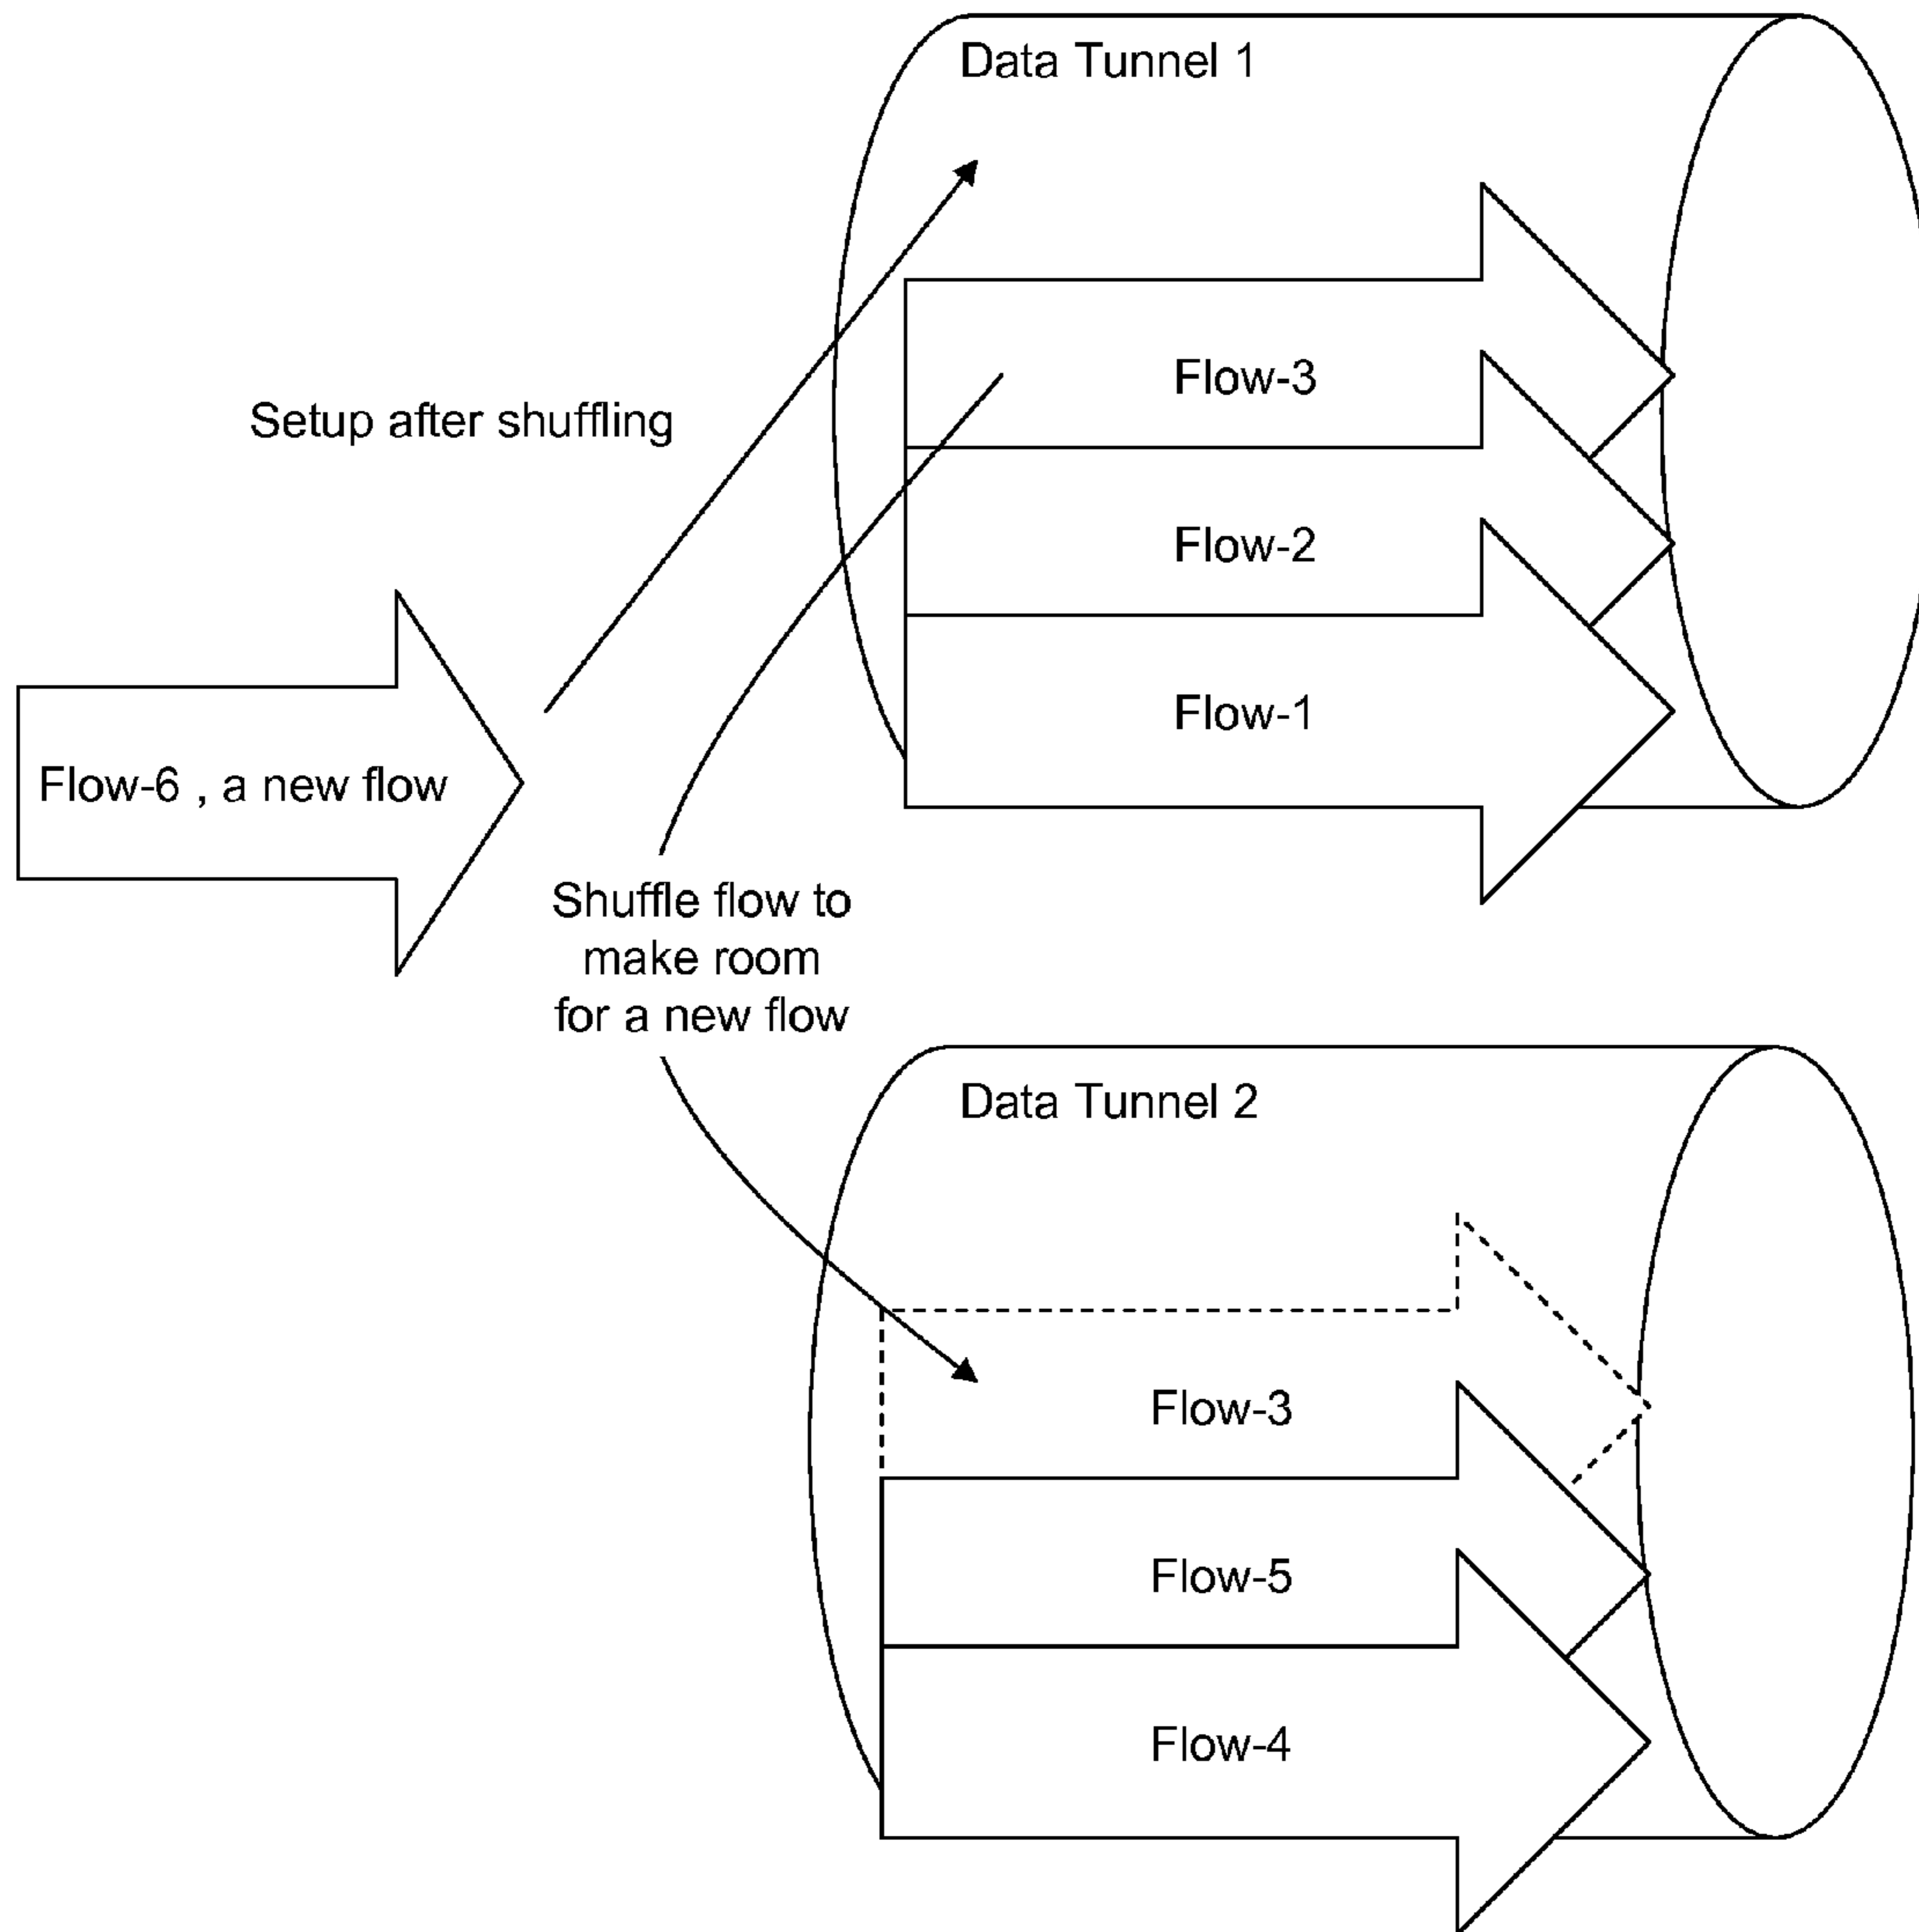 Data Tunnel 1
Flow-3
Setup after shuffling
Flow-2
Flow-1
Flow-6 , a new flow
Shuffle flow to
make room
for a new flow
Data Tunnel 2
Flow-3
Flow-5
Flow-4